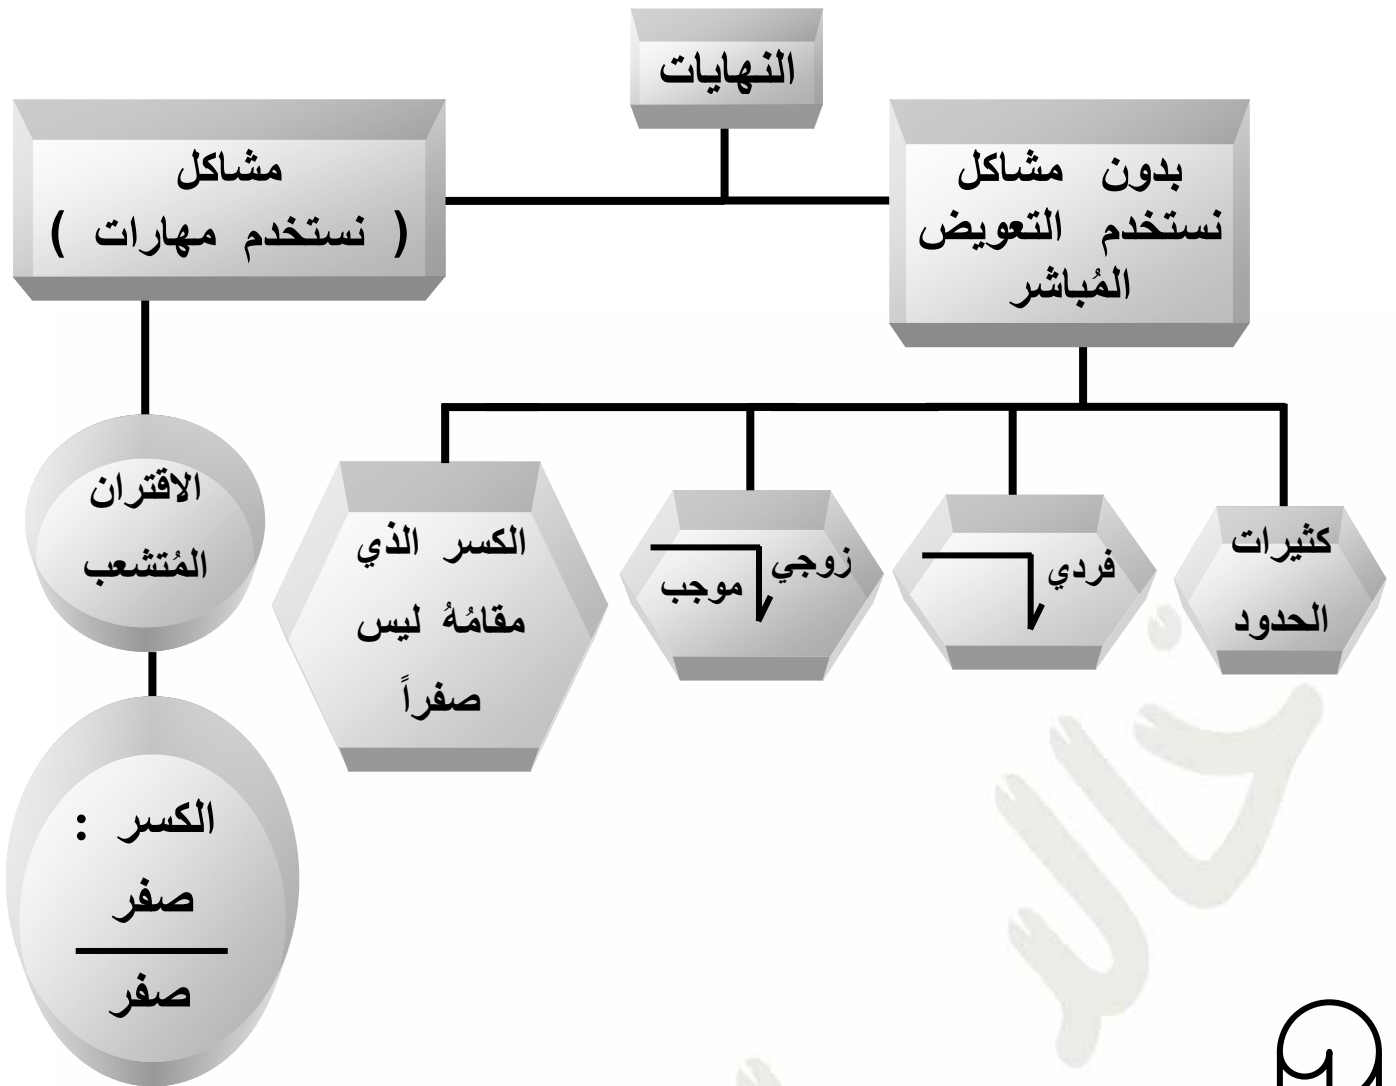 النهايات
بدون مشاكل
نستخدم التعويض
المُباشر
مشاكل
( نستخدم مهارات )
كثيرات
الحدود
فردي
زوجي
موجب
الكسر الذي
مقامُهُ ليس
صفراً
الاقتران
المُتشعب
الكسر :
صفر
صفر